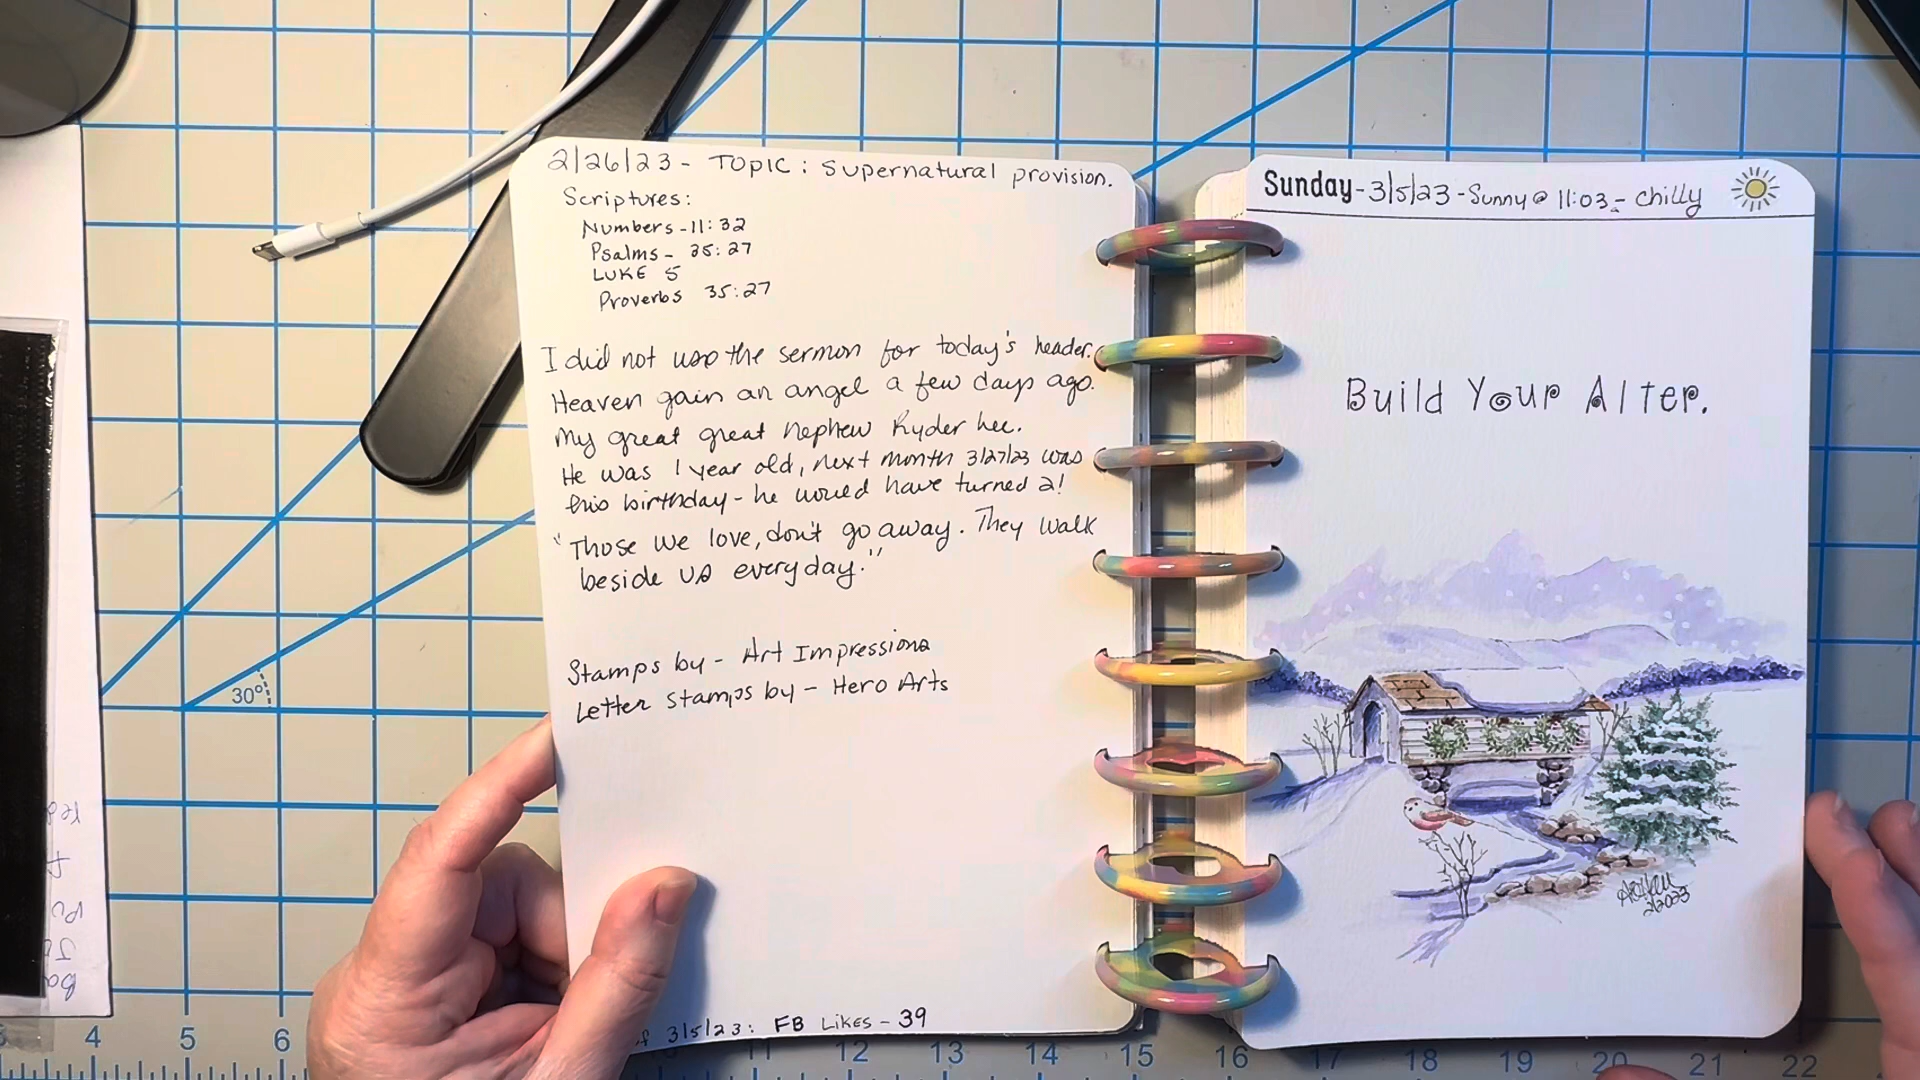 2/26/23 - Topic: Supernatural provision.
Scriptures:
Numbers - 11:32
Psalms - 35:27
LUKE 5
Proverbs 35:27
I did not use the sermon for today's header.
Heaven gain an angel a few days ago.
My great great nephew Ryder Lee.
He was 1 year old, next month 3/27/23 was
his birthday - he would have turned 2!
"Those we love, don't go away. They walk
beside us everyday."
Stamps by - Art Impressions
Letter stamps by - Hero Arts
3/5/23: FB Likes - 39
Sunday - 3/5/23 - Sunny @ 11:03 - chilly
Build Your Alter.
2/2023
30°
4 5 6 11 12 13 14 15 16 17 18 19 20 21 22